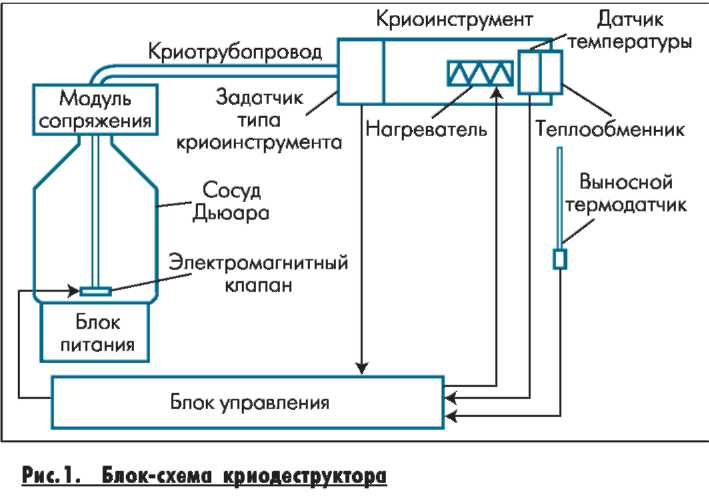 Криоинструмент
Датчик
температуры
Криотрубопровод
Модуль
сопряжения
Задатчик
типа
криоинструмента
Нагреватель
Теплообменник
Сосуд
Дьюара
Выносной
термодатчик
Электромагнитный
клапан
Блок
питания
Блок управления
Рис.1. Блок-схема криодеструктора